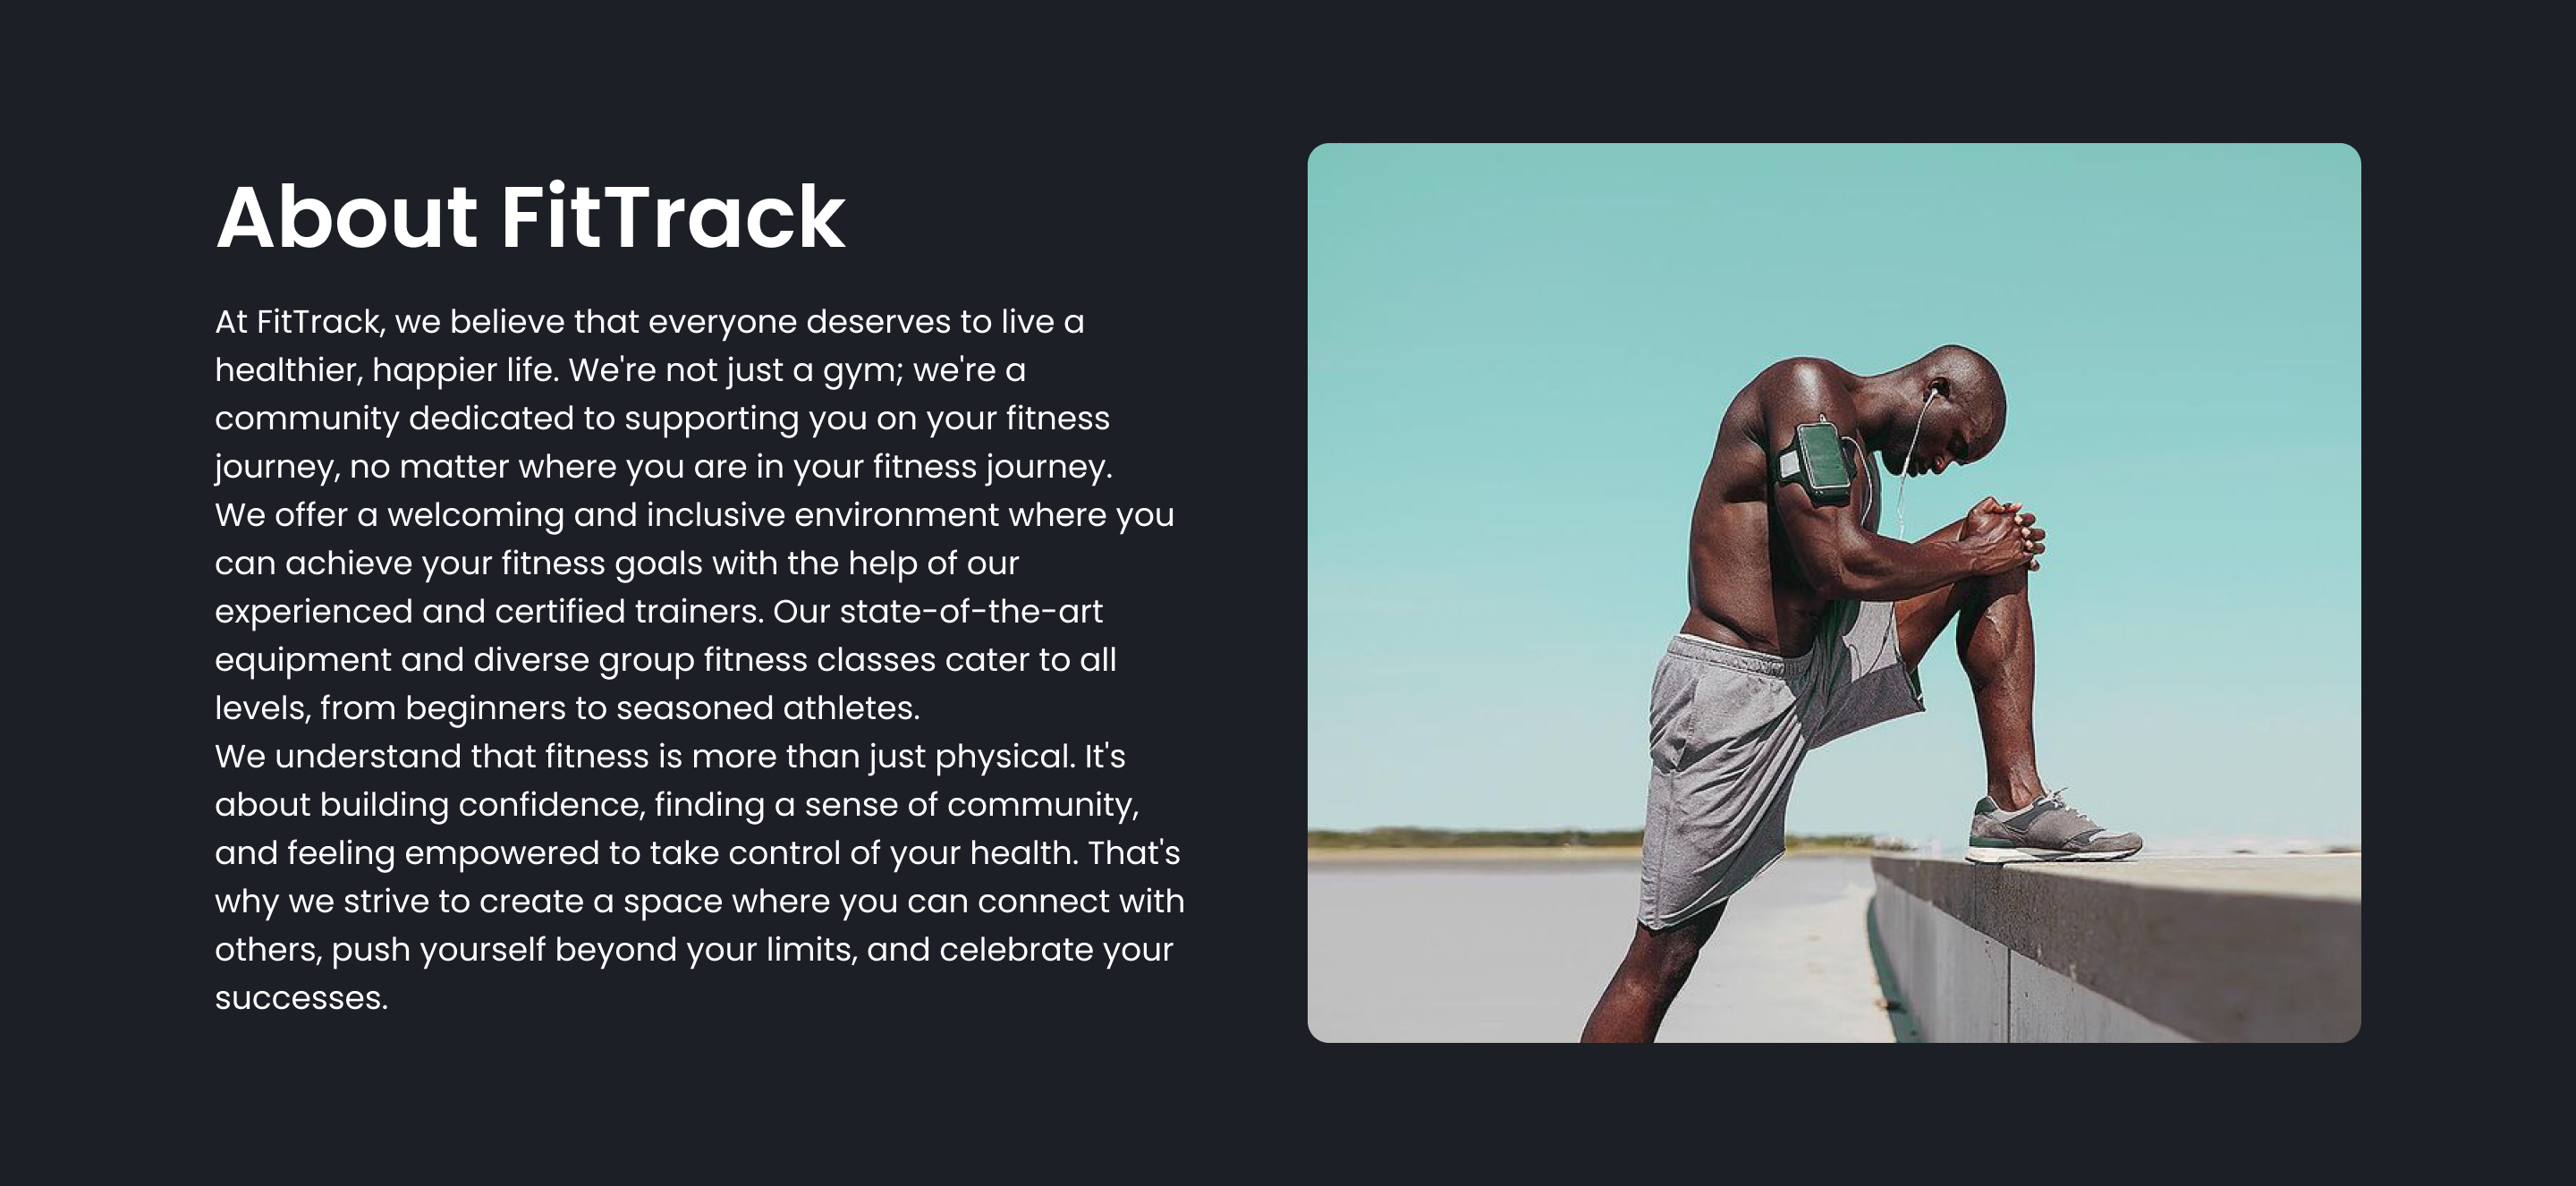 About FitTrack
At FitTrack, we believe that everyone deserves to live a
healthier, happier life. We're not just a gym; we're a
community dedicated to supporting you on your fitness
journey, no matter where you are in your fitness journey.
We offer a welcoming and inclusive environment where you
can achieve your fitness goals with the help of our
experienced and certified trainers. Our state-of-the-art
equipment and diverse group fitness classes cater to all
levels, from beginners to seasoned athletes.
We understand that fitness is more than just physical. It's
about building confidence, finding a sense of community,
and feeling empowered to take control of your health. That's
why we strive to create a space where you can connect with
others, push yourself beyond your limits, and celebrate your
successes.